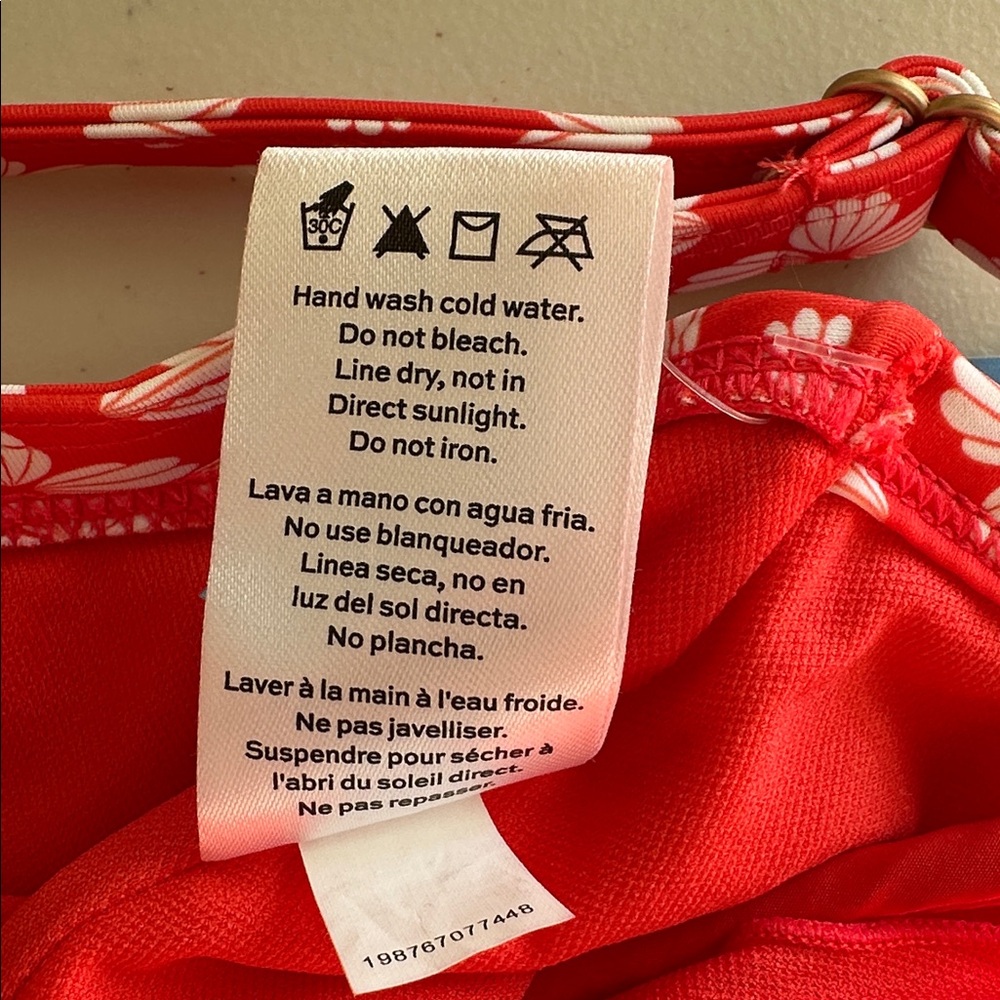 30C
Hand wash cold water.
Do not bleach.
Line dry, not in
Direct sunlight.
Do not iron.
Lava a mano con agua fria.
No use blanqueador.
Linea seca, no en
luz del sol directa.
No plancha.
Laver à la main à l'eau froide.
Ne pas javelliser.
Suspendre pour sécher à
l'abri du soleil direct.
Ne pas repasser.
198767077448